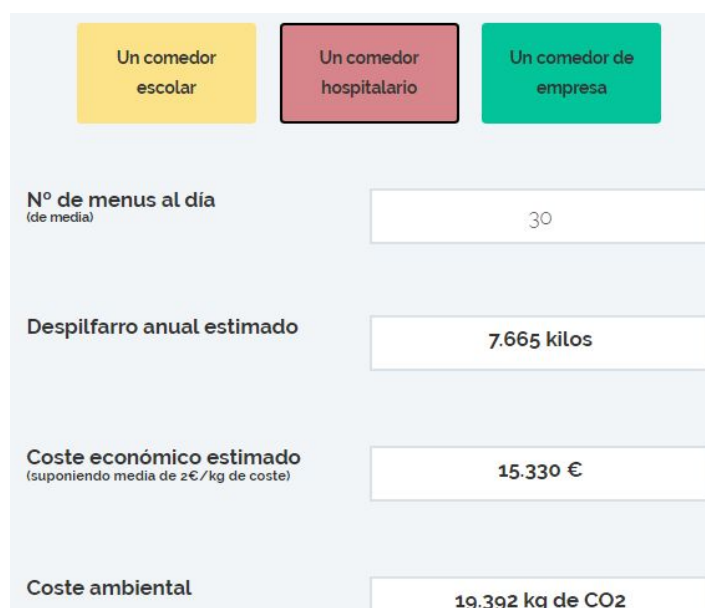 Un comedor
escolar
Un comedor
hospitalario
Un comedor de
empresa
Nº de menus al día
(de media)
30
Despilfarro anual estimado
7.665 kilos
Coste económico estimado
(suponiendo media de 2€/kg de coste)
15.330 €
Coste ambiental
19.392 kg de CO2